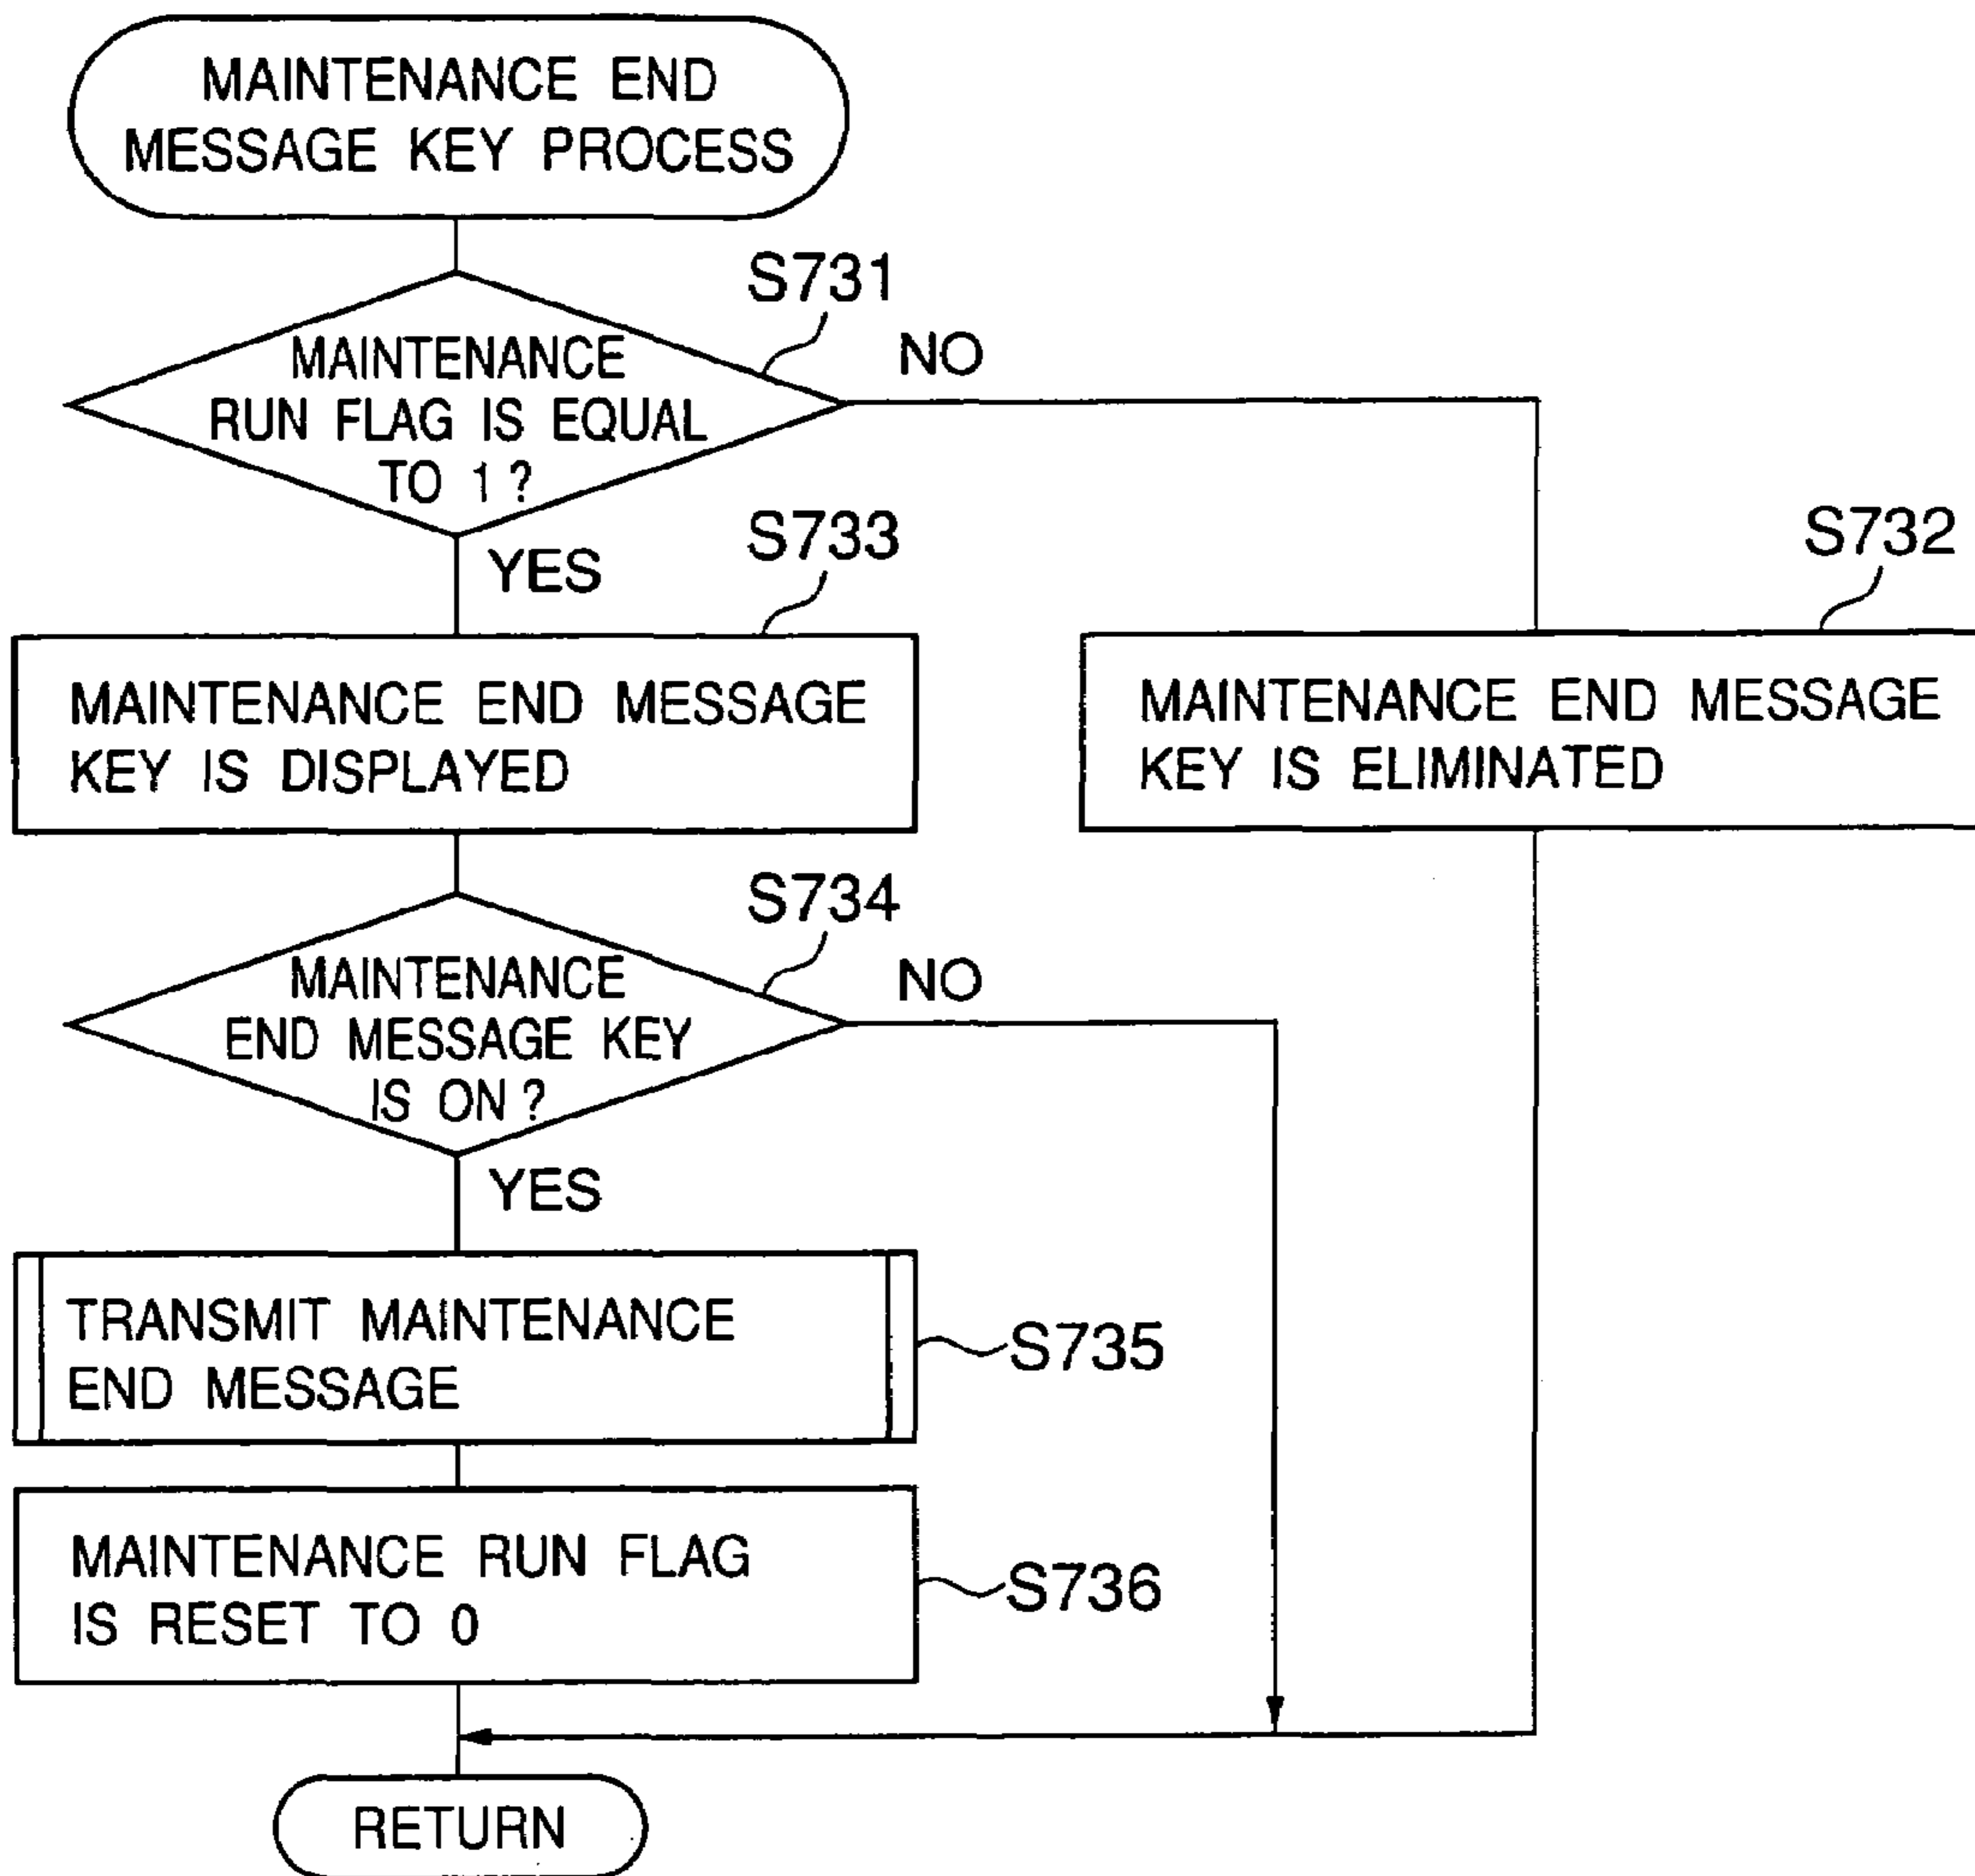 MAINTENANCE END
MESSAGE KEY PROCESS
S731
MAINTENANCE
RUN FLAG IS EQUAL
TO 1?
NO
YES
S733
S732
MAINTENANCE END MESSAGE
KEY IS DISPLAYED
MAINTENANCE END MESSAGE
KEY IS ELIMINATED
S734
MAINTENANCE
END MESSAGE KEY
IS ON?
NO
YES
TRANSMIT MAINTENANCE
END MESSAGE
S735
MAINTENANCE RUN FLAG
IS RESET TO 0
S736
RETURN